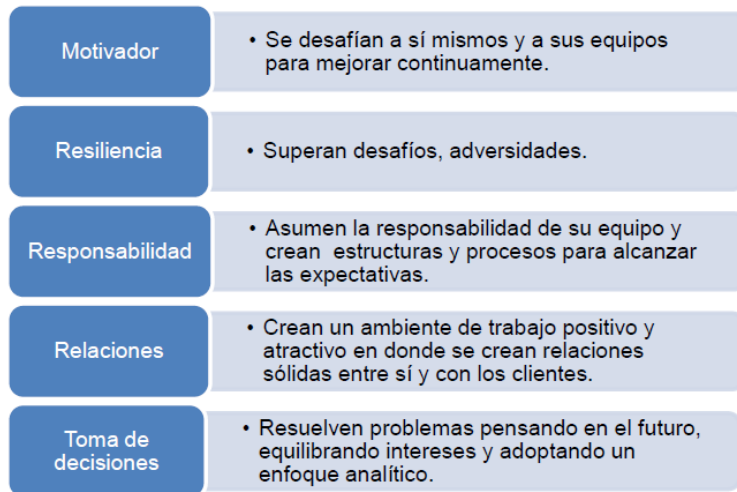 Motivador
• Se desafían a sí mismos y a sus equipos
para mejorar continuamente.
Resiliencia
• Superan desafíos, adversidades.
Responsabilidad
• Asumen la responsabilidad de su equipo y
crean estructuras y procesos para alcanzar
las expectativas.
Relaciones
• Crean un ambiente de trabajo positivo y
atractivo en donde se crean relaciones
sólidas entre sí y con los clientes.
Toma de
decisiones
• Resuelven problemas pensando en el futuro,
equilibrando intereses y adoptando un
enfoque analítico.